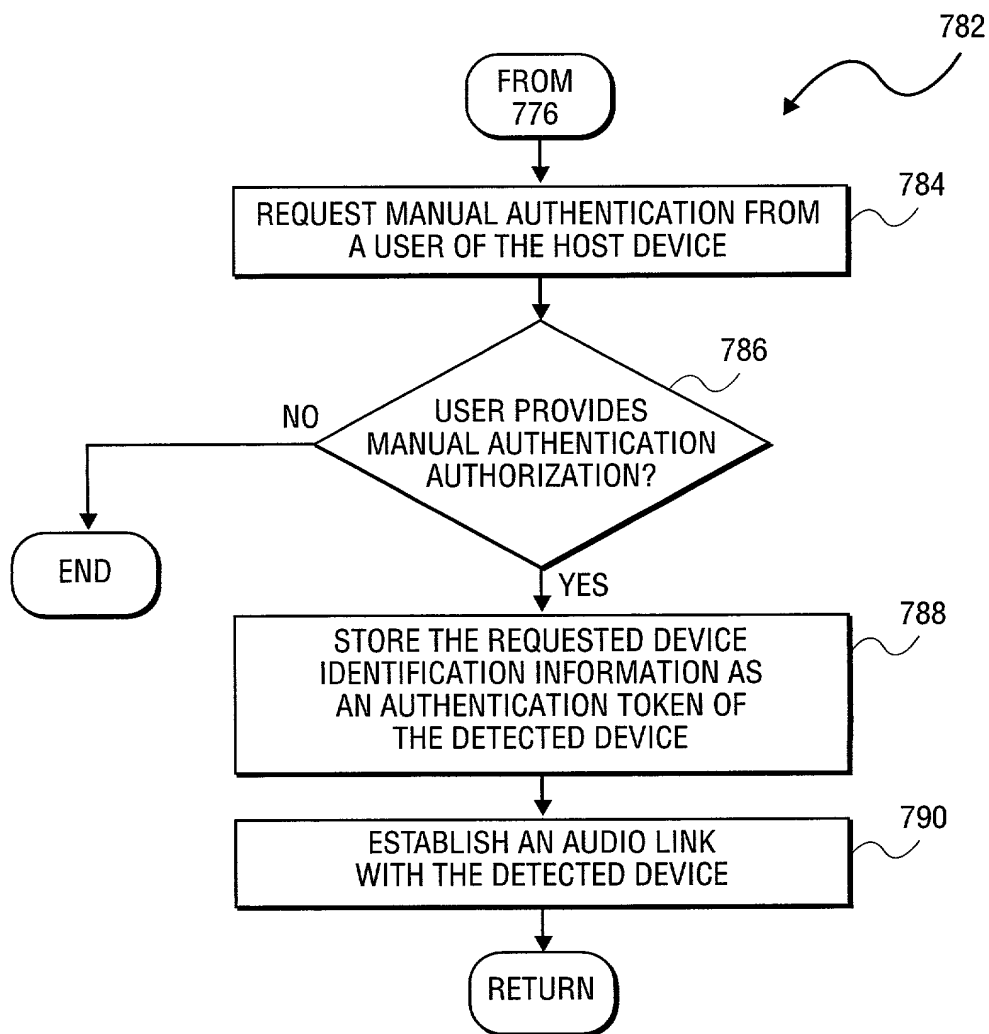 782
FROM
776
784
REQUEST MANUAL AUTHENTICATION FROM
A USER OF THE HOST DEVICE
786
NO
USER PROVIDES
MANUAL AUTHENTICATION
AUTHORIZATION?
END
YES
788
STORE THE REQUESTED DEVICE
IDENTIFICATION INFORMATION AS
AN AUTHENTICATION TOKEN OF
THE DETECTED DEVICE
790
ESTABLISH AN AUDIO LINK
WITH THE DETECTED DEVICE
RETURN